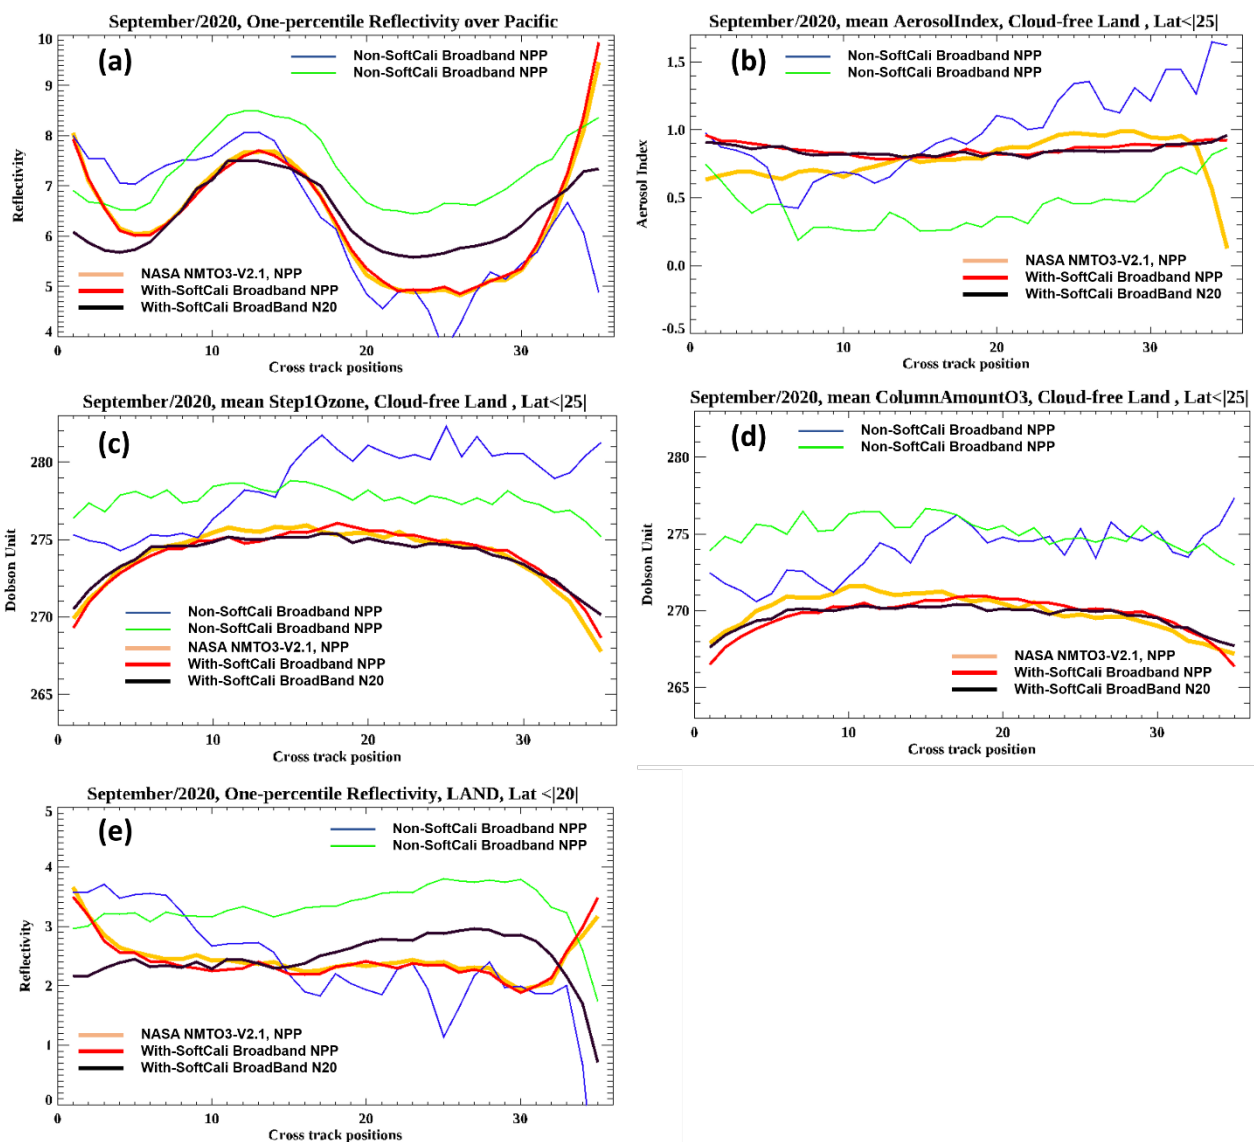 September/2020, One-percentile Reflectivity over Pacific
(a)
Non-SoftCali Broadband NPP
Non-SoftCali Broadband NPP
NASA NMTO3-V2.1, NPP
With-SoftCali Broadband NPP
With-SoftCali BroadBand N20
Reflectivity
10
9
8
7
6
5
4
0
10
20
30
Cross track positions
September/2020, mean AerosolIndex, Cloud-free Land , Lat<|25|
(b)
Non-SoftCali Broadband NPP
Non-SoftCali Broadband NPP
NASA NMTO3-V2.1, NPP
With-SoftCali Broadband NPP
With-SoftCali BroadBand N20
Aerosol Index
1.5
1.0
0.5
0.0
-0.5
0
10
20
30
Cross track position
September/2020, mean Step1Ozone, Cloud-free Land , Lat<|25|
(c)
Non-SoftCali Broadband NPP
Non-SoftCali Broadband NPP
NASA NMTO3-V2.1, NPP
With-SoftCali Broadband NPP
With-SoftCali BroadBand N20
Dobson Unit
280
275
270
265
0
10
20
30
Cross track position
September/2020, mean ColumnAmountO3, Cloud-free Land , Lat<|25|
(d)
Non-SoftCali Broadband NPP
Non-SoftCali Broadband NPP
NASA NMTO3-V2.1, NPP
With-SoftCali Broadband NPP
With-SoftCali BroadBand N20
Dobson Unit
280
275
270
265
0
10
20
30
Cross track position
September/2020, One-percentile Reflectivity, LAND, Lat <|20|
(e)
Non-SoftCali Broadband NPP
Non-SoftCali Broadband NPP
NASA NMTO3-V2.1, NPP
With-SoftCali Broadband NPP
With-SoftCali BroadBand N20
Reflectivity
5
4
3
2
1
0
0
10
20
30
Cross track positions